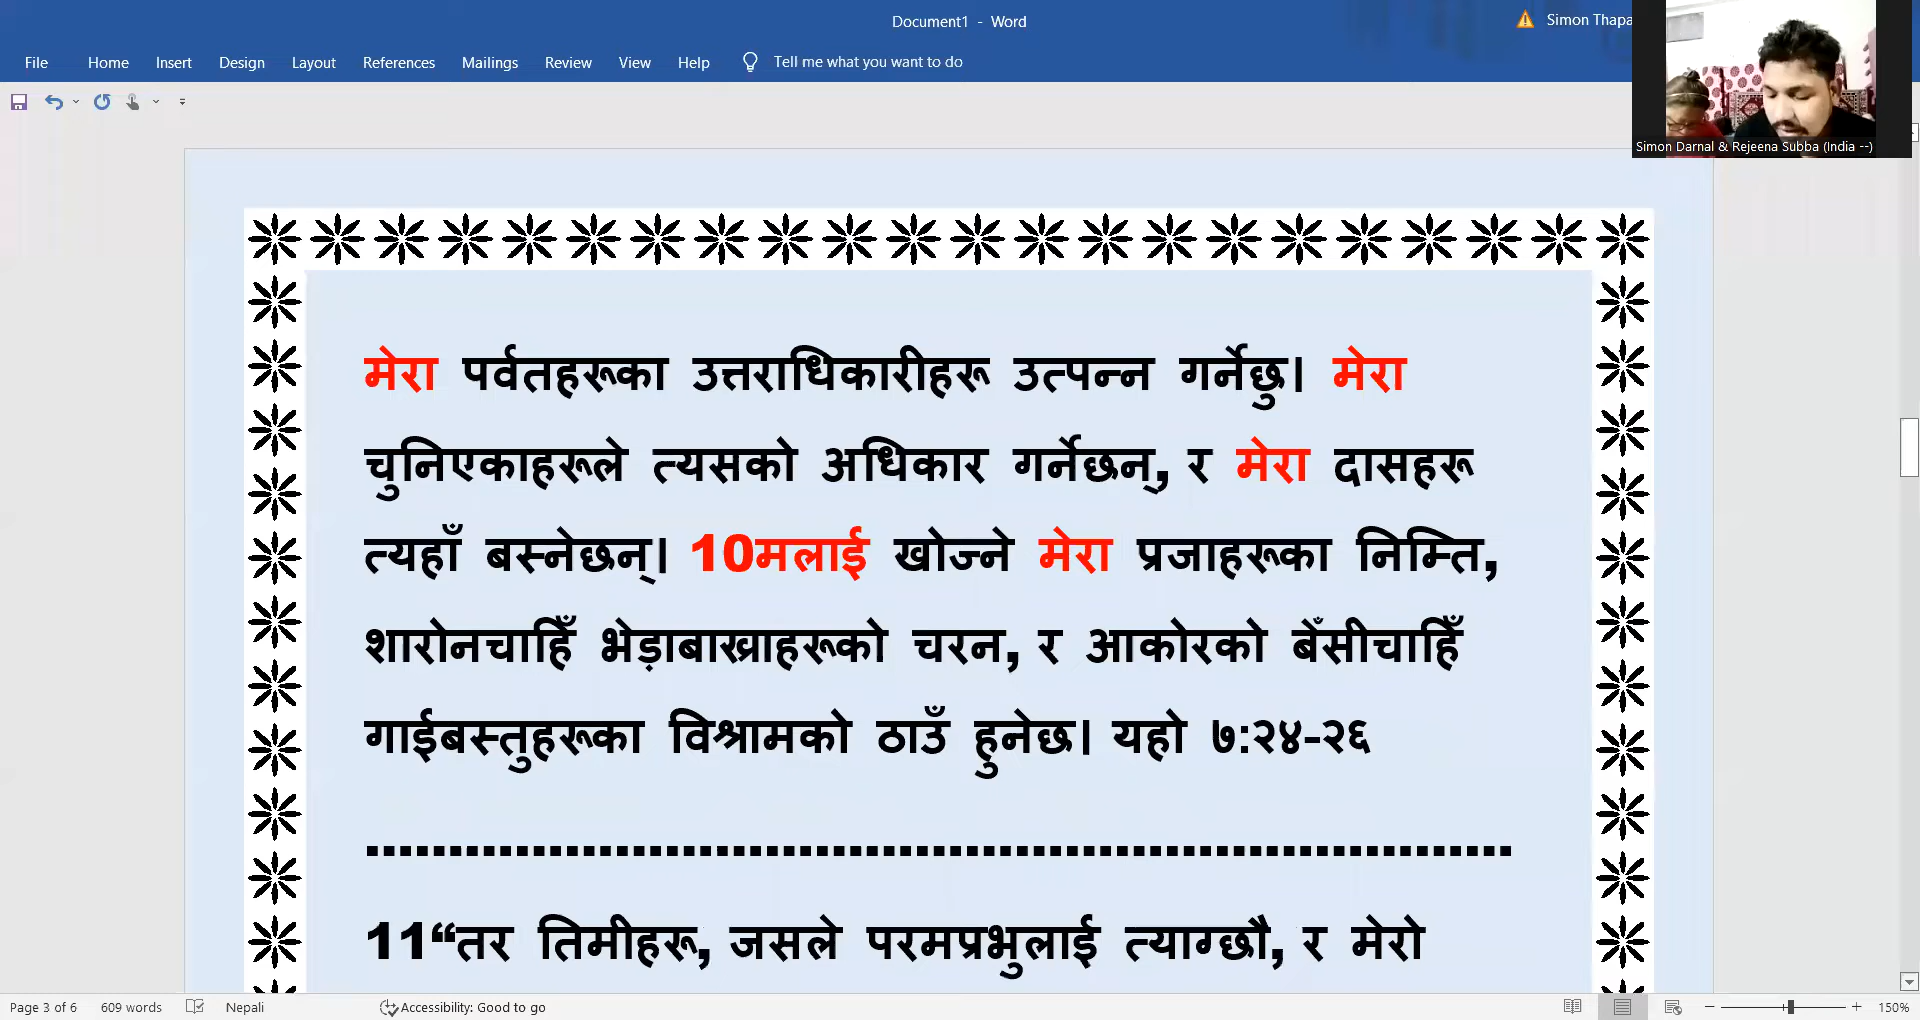 Document1 - Word
Simon Thapa
File Home Insert Design Layout References Mailings Review View Help Tell me what you want to do
Simon Darnal & Rejeena Subba (India --)
मेरा पर्वतहरूका उत्तराधिकारीहरू उत्पन्न गर्नेछु। मेरा
चुनिएकाहरूले त्यसको अधिकार गर्नेछन्, र मेरा दासहरू
त्यहाँ बस्नेछन्। 10मलाई खोज्ने मेरा प्रजाहरूका निम्ति,
शारोनचाहिँ भेड़ाबाख्राहरूको चरन, र आकोरको बेँसीचाहिँ
गाईबस्तुहरूका विश्रामको ठाउँ हुनेछ। यहो ७:२४-२६
......................................................................
11“तर तिमीहरू, जसले परमप्रभुलाई त्याग्छौ, र मेरो
Page 3 of 6 609 words Nepali Accessibility: Good to go 150%